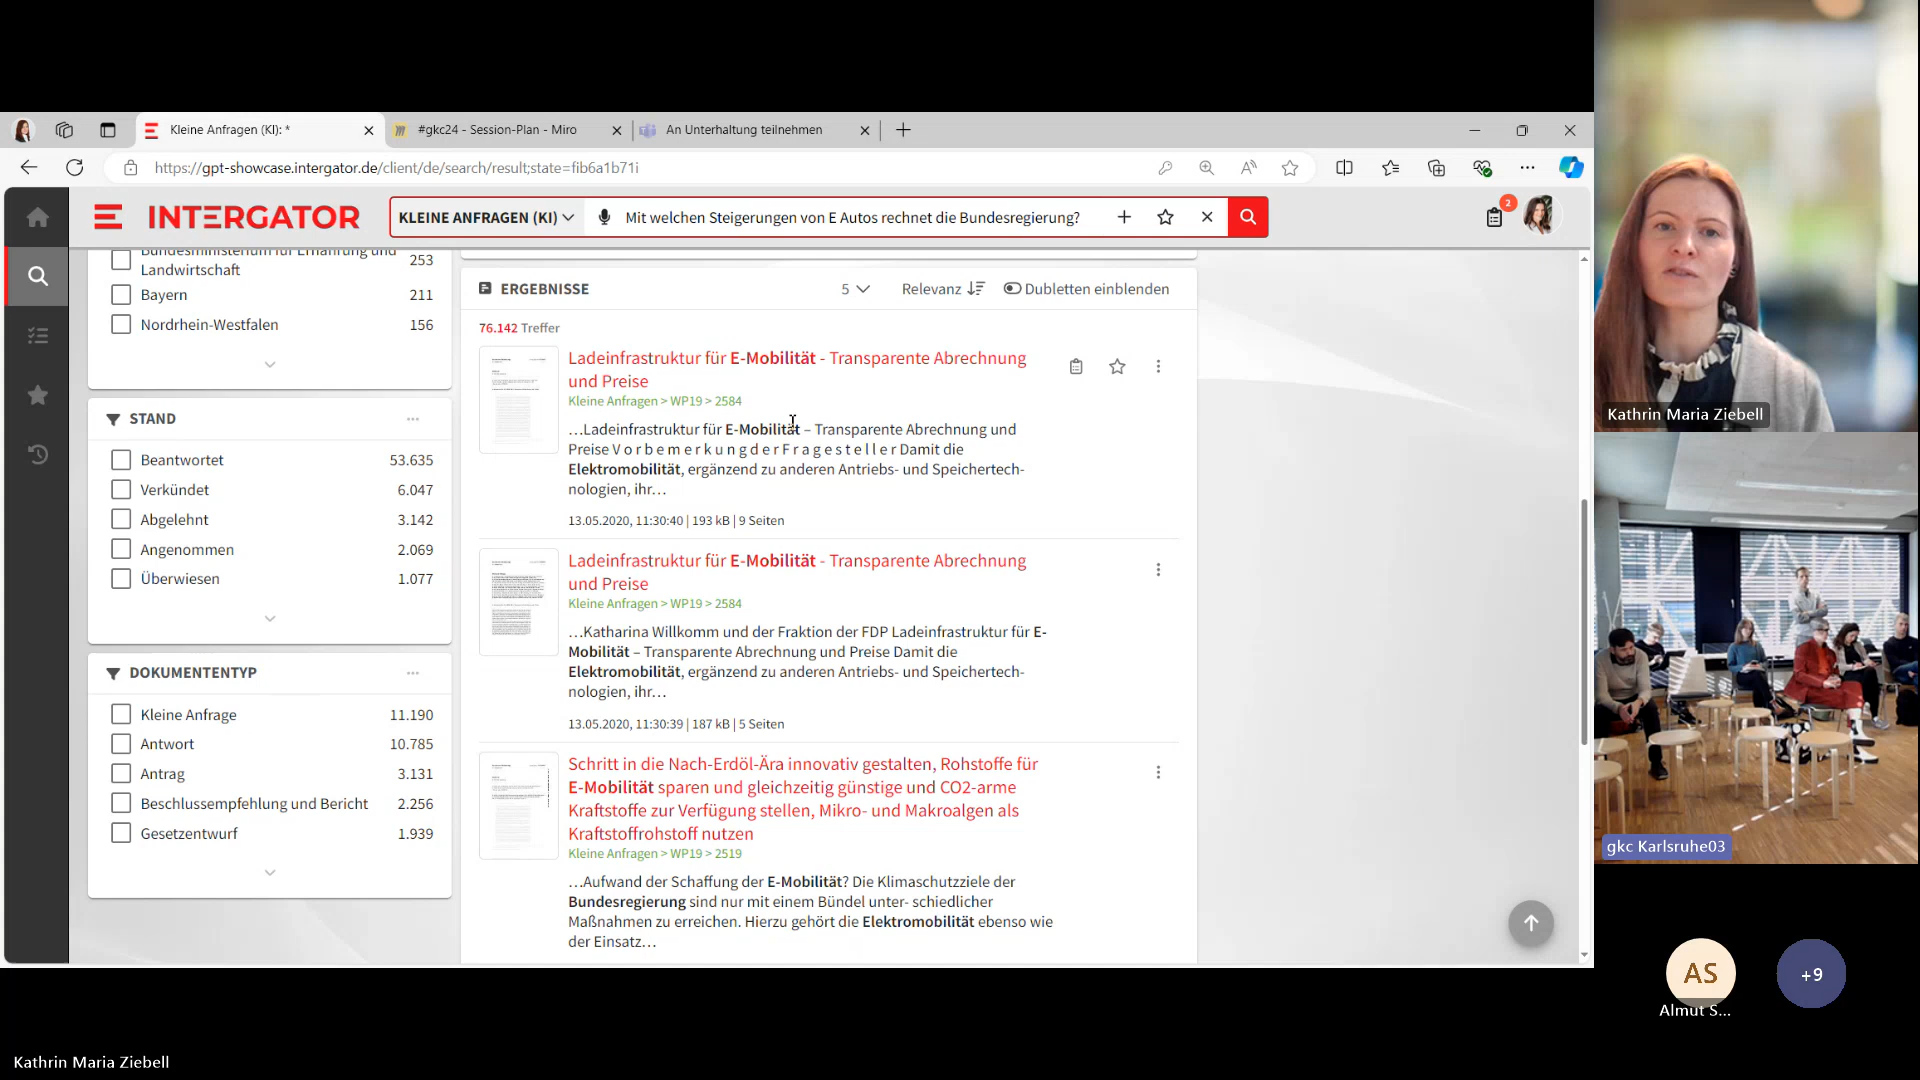 Kleine Anfragen (KI): *
#gkc24 - Session-Plan - Miro
An Unterhaltung teilnehmen
https://gpt-showcase.intergator.de/client/de/search/result;state=fib6a1b71i
INTERGATOR
KLEINE ANFRAGEN (KI)
Mit welchen Steigerungen von E Autos rechnet die Bundesregierung?
2
Bundesministerium für Ernährung und
Landwirtschaft
253
Bayern
211
Nordrhein-Westfalen
156
STAND
Beantwortet
53.635
Verkündet
6.047
Abgelehnt
3.142
Angenommen
2.069
Überwiesen
1.077
DOKUMENTENTYP
Kleine Anfrage
11.190
Antwort
10.785
Antrag
3.131
Beschlussempfehlung und Bericht
2.256
Gesetzentwurf
1.939
ERGEBNISSE
5
Relevanz
Dubletten einblenden
76.142 Treffer
Ladeinfrastruktur für E-Mobilität - Transparente Abrechnung
und Preise
Kleine Anfragen > WP19 > 2584
…Ladeinfrastruktur für E-Mobilität – Transparente Abrechnung und
Preise V o r b e m e r k u n g d e r F r a g e s t e l l e r Damit die
Elektromobilität, ergänzend zu anderen Antriebs- und Speichertech-
nologien, ihr…
13.05.2020, 11:30:40 | 193 kB | 9 Seiten
Ladeinfrastruktur für E-Mobilität - Transparente Abrechnung
und Preise
Kleine Anfragen > WP19 > 2584
…Katharina Willkomm und der Fraktion der FDP Ladeinfrastruktur für E-
Mobilität – Transparente Abrechnung und Preise Damit die
Elektromobilität, ergänzend zu anderen Antriebs- und Speichertech-
nologien, ihr…
13.05.2020, 11:30:39 | 187 kB | 5 Seiten
Schritt in die Nach-Erdöl-Ära innovativ gestalten, Rohstoffe für
E-Mobilität sparen und gleichzeitig günstige und CO2-arme
Kraftstoffe zur Verfügung stellen, Mikro- und Makroalgen als
Kraftstoffrohstoff nutzen
Kleine Anfragen > WP19 > 2519
…Aufwand der Schaffung der E-Mobilität? Die Klimaschutzziele der
Bundesregierung sind nur mit einem Bündel unter- schiedlicher
Maßnahmen zu erreichen. Hierzu gehört die Elektromobilität ebenso wie
der Einsatz…
Kathrin Maria Ziebell
gkc Karlsruhe03
AS
Almut S...
+9
Kathrin Maria Ziebell